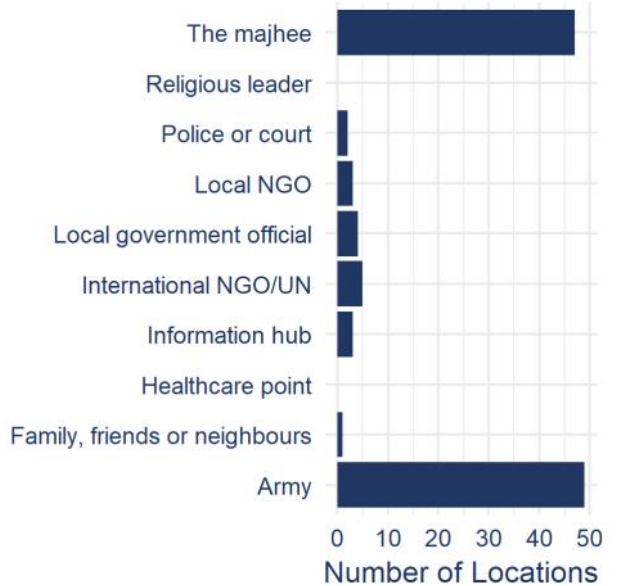 The majhee
Religious leader
Police or court
Local NGO
Local government official
International NGO/UN
Information hub
Healthcare point
Family, friends or neighbours
Army
0 10 20 30 40 50
Number of Locations